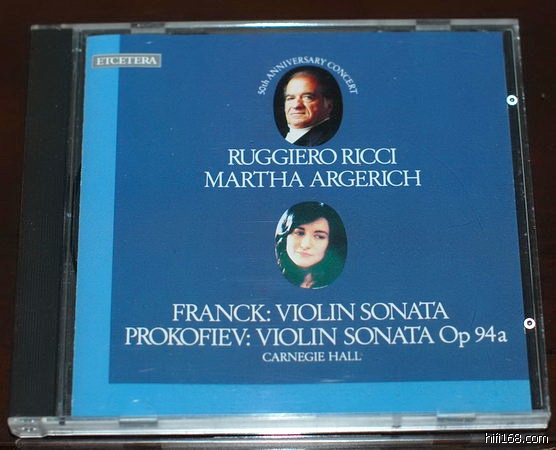 ETCETERA
50th ANNIVERSARY CONCERT
RUGGIERO RICCI
MARTHA ARGERICH
FRANCK: VIOLIN SONATA
PROKOFIEV: VIOLIN SONATA Op 94a
CARNEGIE HALL
hifi168.com